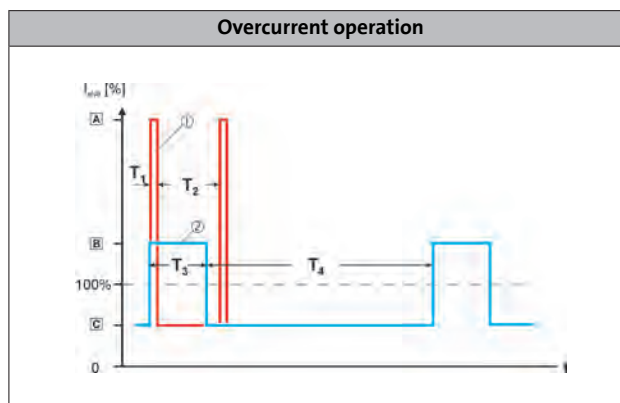 Overcurrent operation
[%]
A
①
T₁
T₂
②
B
T₃
T₄
100%
C
0